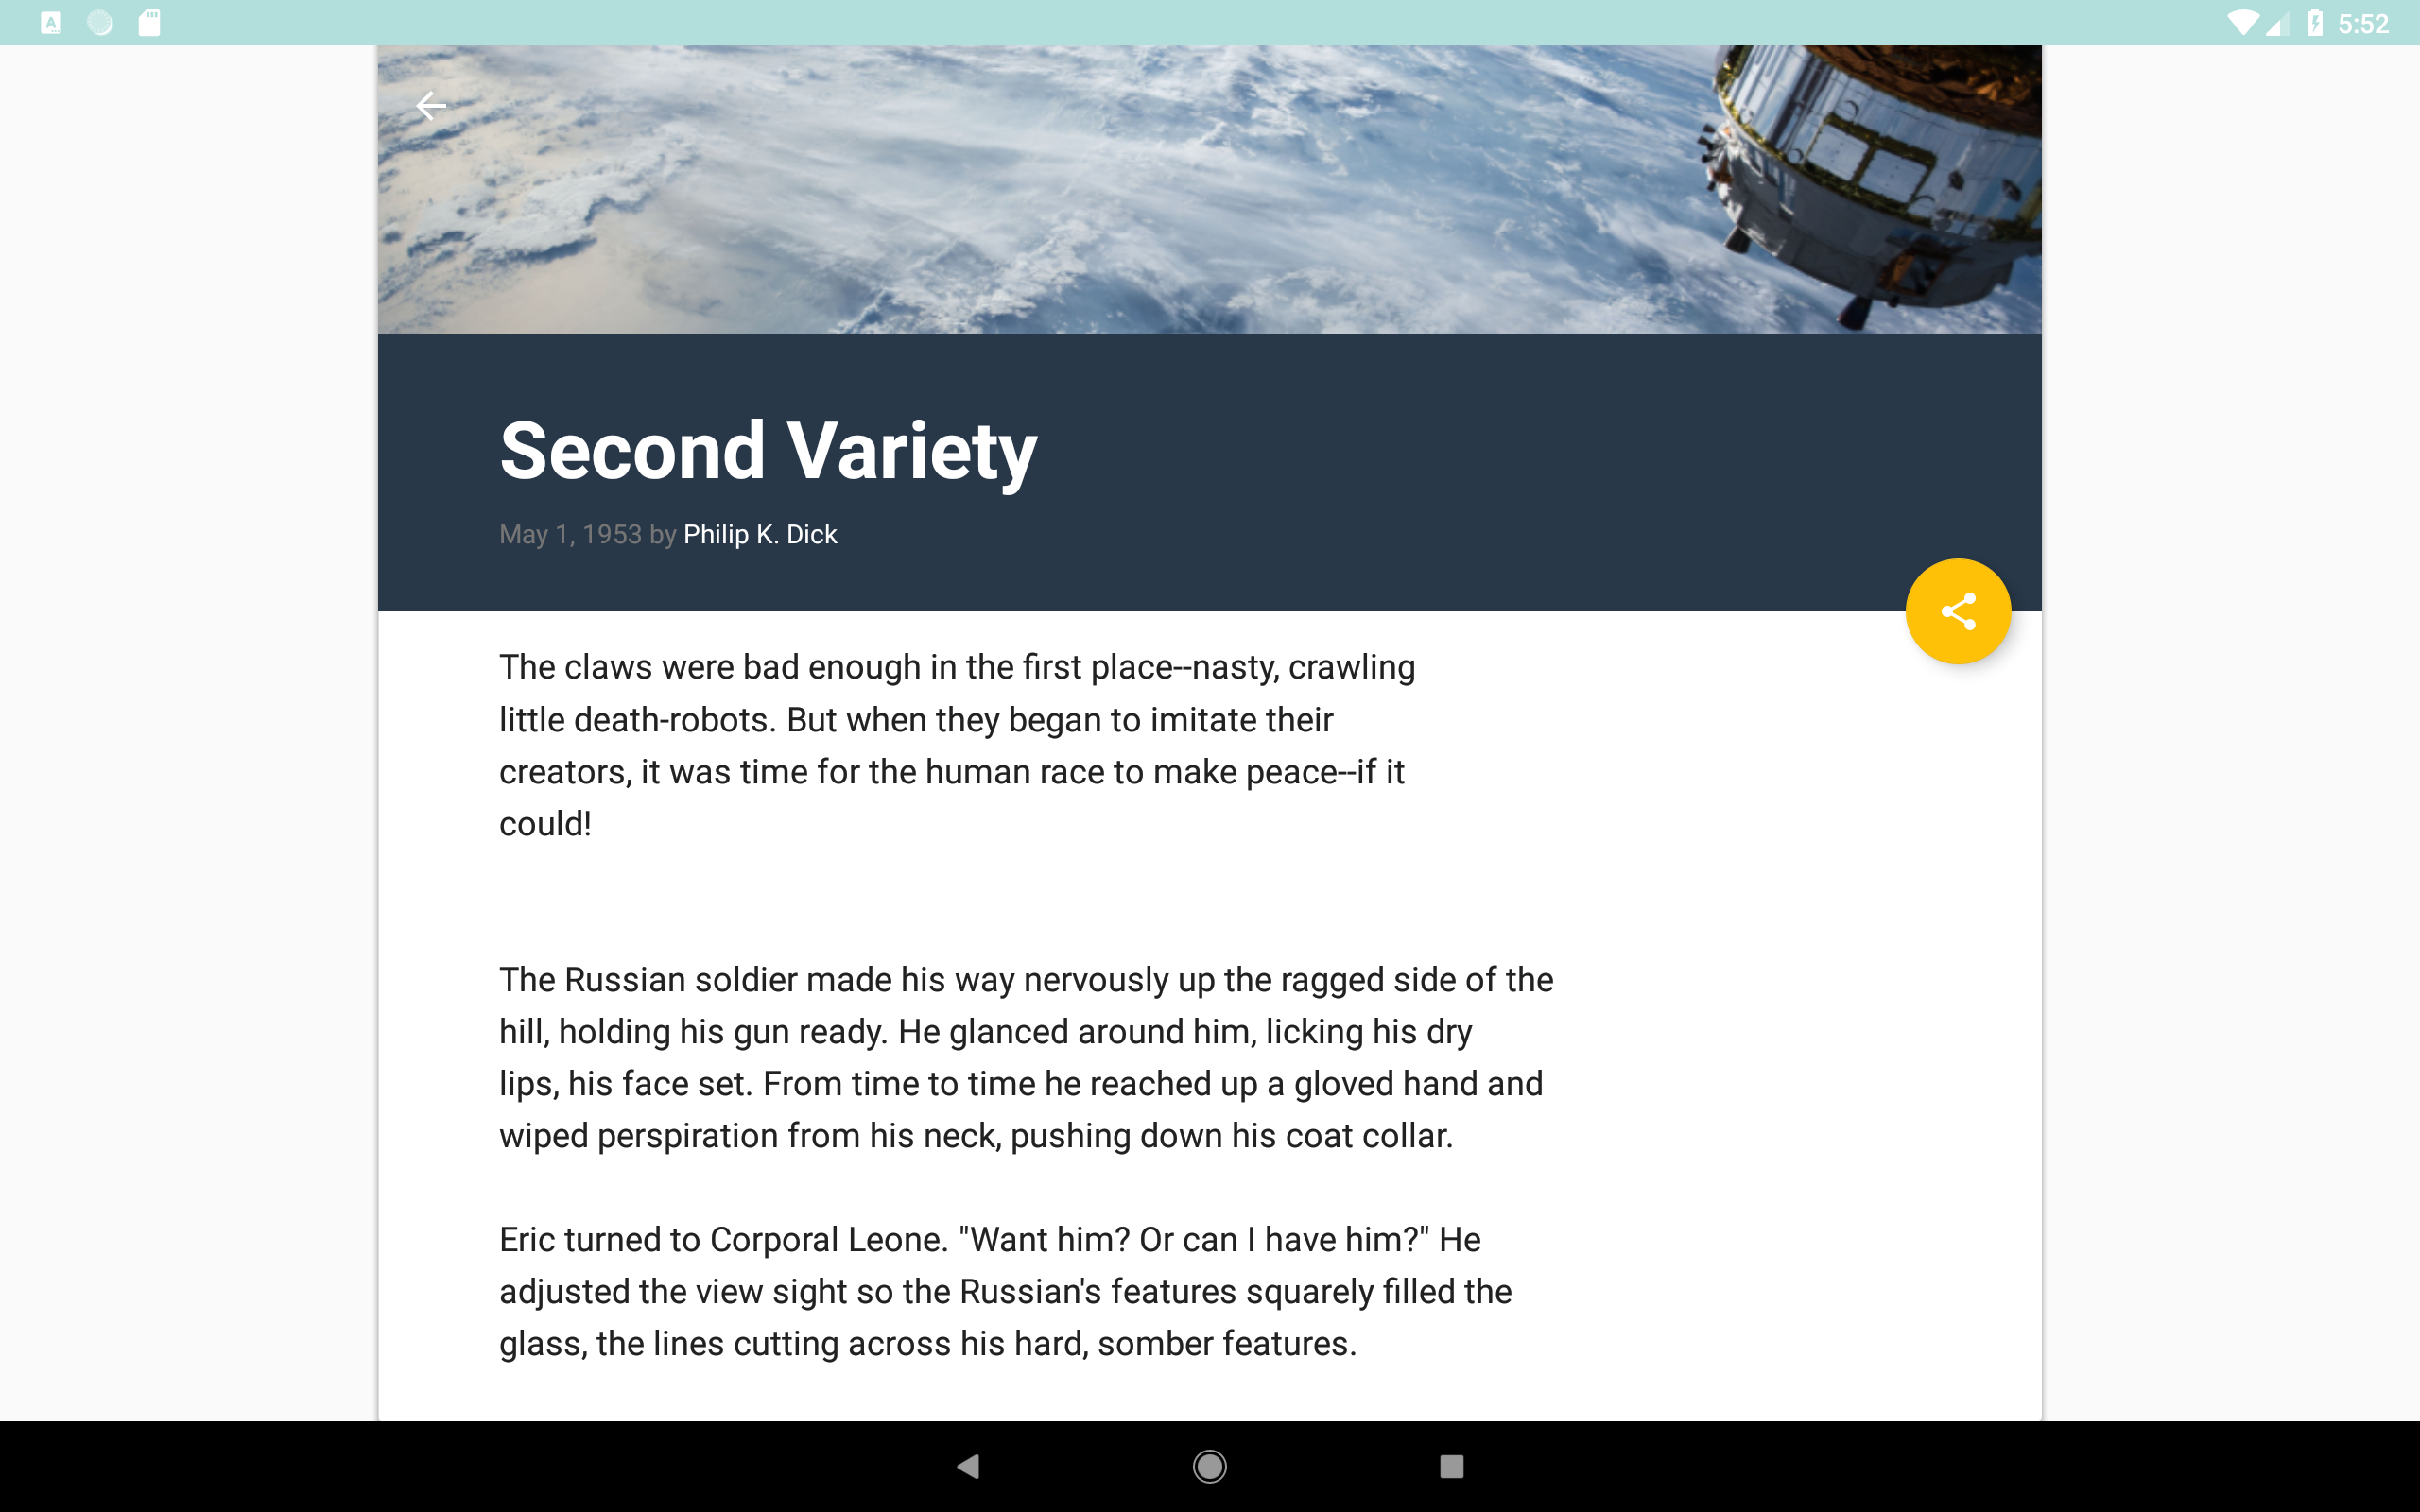 5:52
Second Variety
May 1, 1953 by Philip K. Dick
The claws were bad enough in the first place--nasty, crawling
little death-robots. But when they began to imitate their
creators, it was time for the human race to make peace--if it
could!
The Russian soldier made his way nervously up the ragged side of the
hill, holding his gun ready. He glanced around him, licking his dry
lips, his face set. From time to time he reached up a gloved hand and
wiped perspiration from his neck, pushing down his coat collar.
Eric turned to Corporal Leone. "Want him? Or can I have him?" He
adjusted the view sight so the Russian's features squarely filled the
glass, the lines cutting across his hard, somber features.